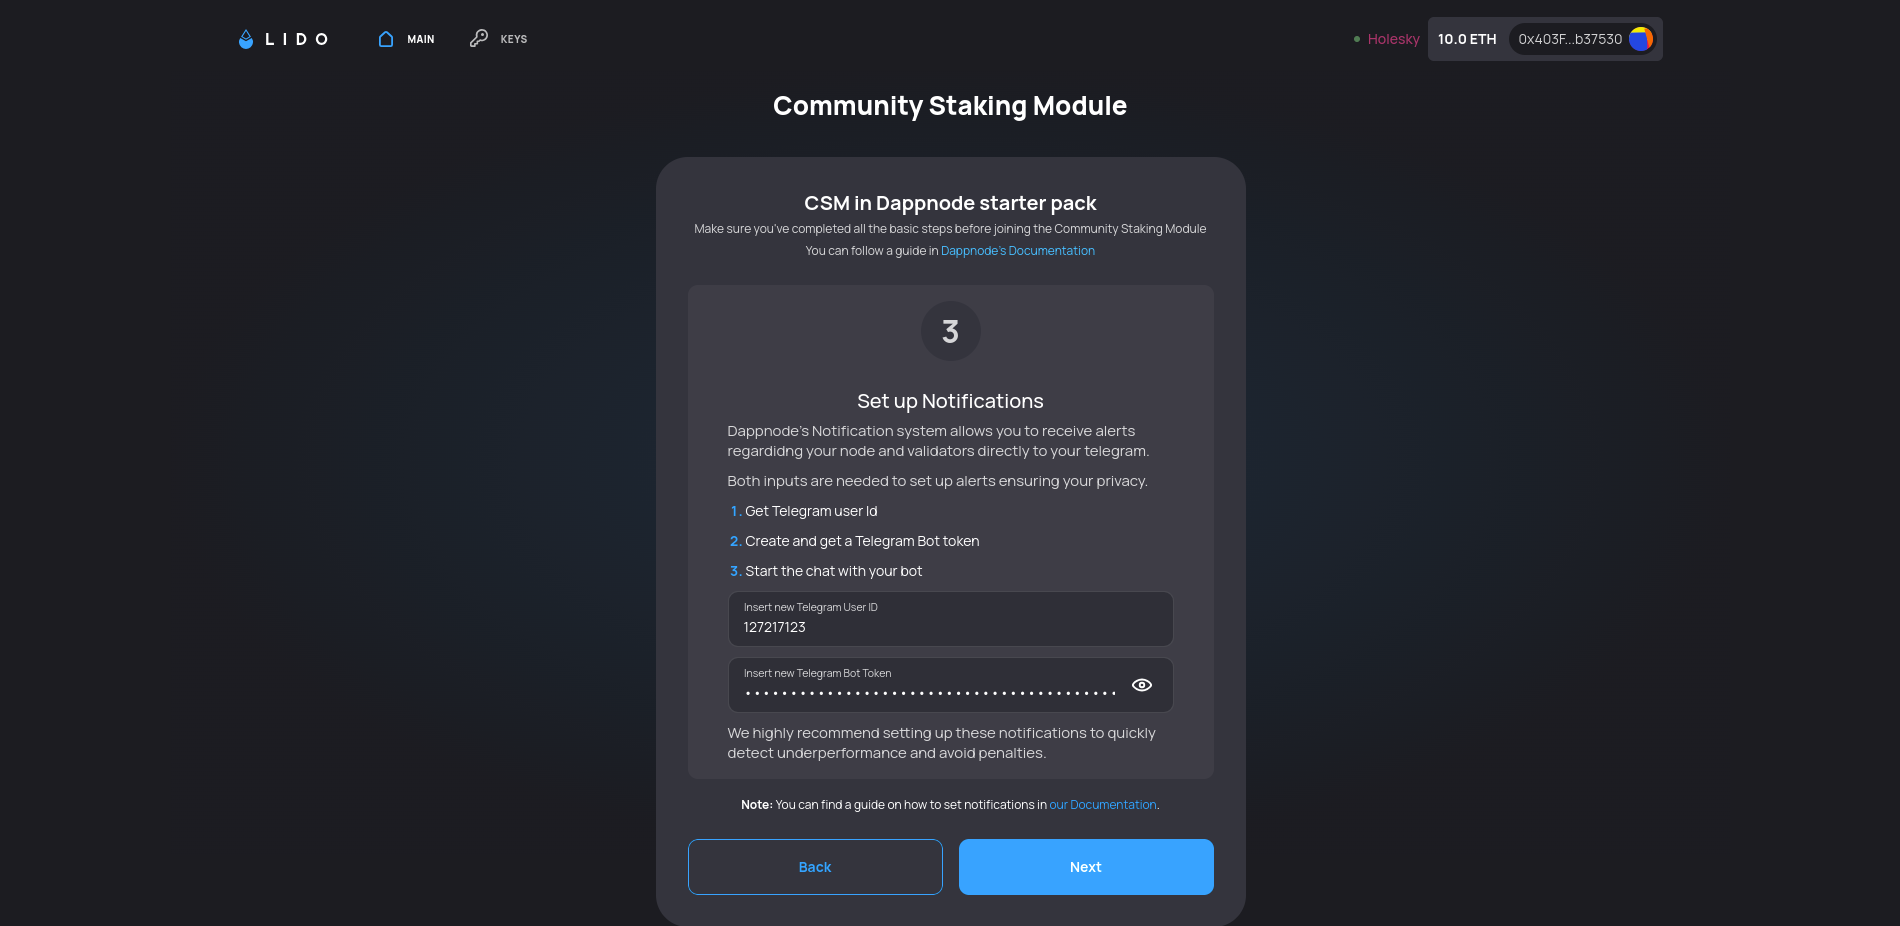 LIDO
MAIN
KEYS
Holesky
10.0 ETH
0x403F...b37530
Community Staking Module
CSM in Dappnode starter pack
Make sure you've completed all the basic steps before joining the Community Staking Module
You can follow a guide in Dappnode's Documentation
3
Set up Notifications
Dappnode's Notification system allows you to receive alerts
regardidng your node and validators directly to your telegram.
Both inputs are needed to set up alerts ensuring your privacy.
1. Get Telegram user Id
2. Create and get a Telegram Bot token
3. Start the chat with your bot
Insert new Telegram User ID
127217123
Insert new Telegram Bot Token
We highly recommend setting up these notifications to quickly
detect underperformance and avoid penalties.
Note: You can find a guide on how to set notifications in our Documentation.
Back
Next